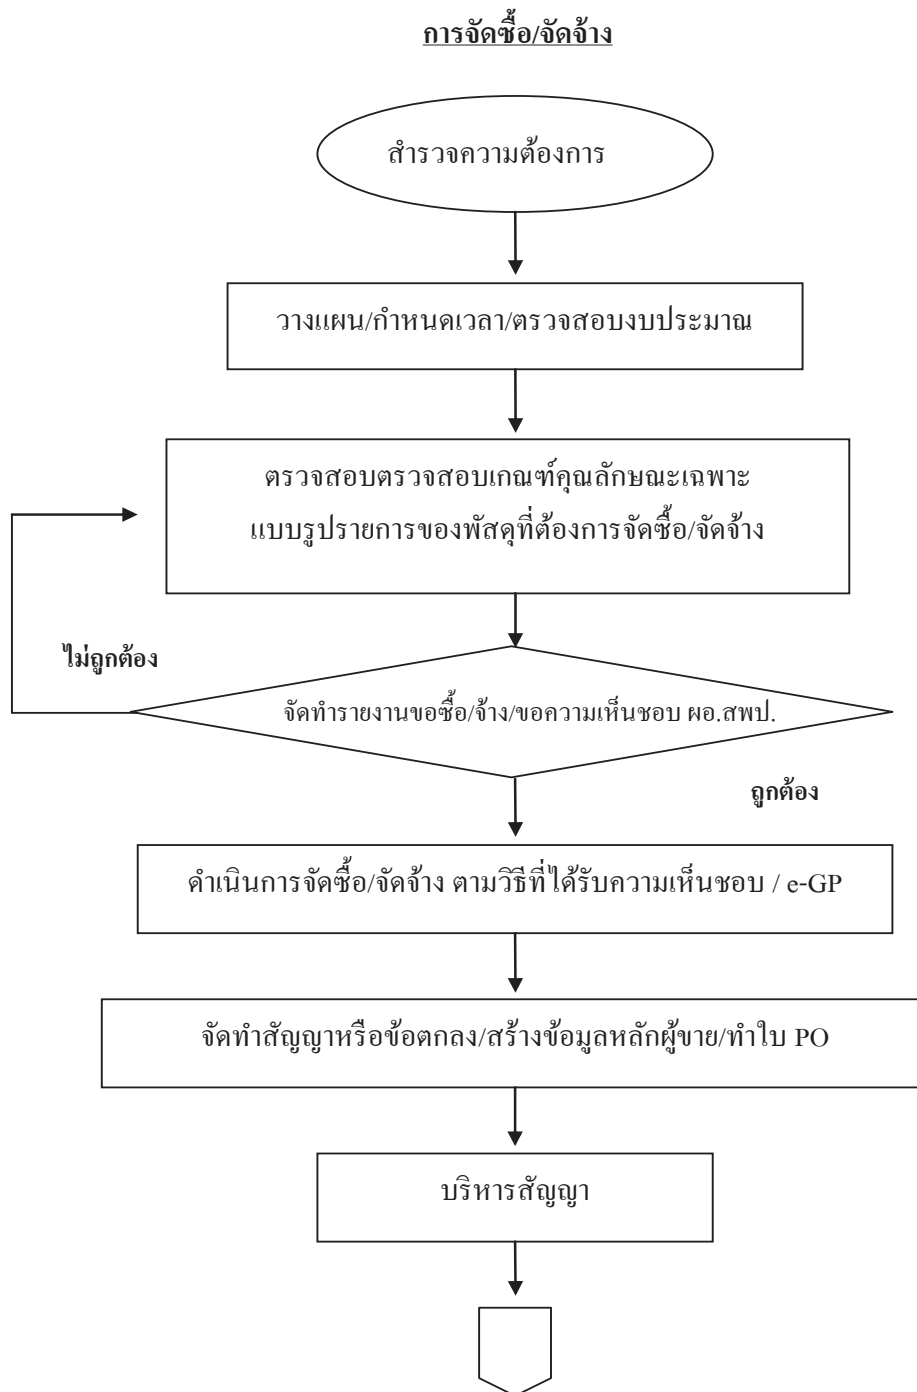 การจัดซื้อ/จัดจ้าง
สำรวจความต้องการ
วางแผน/กำหนดเวลา/ตรวจสอบงบประมาณ
ตรวจสอบตรวจสอบเกณฑ์คุณลักษณะเฉพาะ
แบบรูปรายการของพัสดุที่ต้องการจัดซื้อ/จัดจ้าง
ไม่ถูกต้อง
จัดทำรายงานขอซื้อ/จ้าง/ขอความเห็นชอบ ผอ.สพป.
ถูกต้อง
ดำเนินการจัดซื้อ/จัดจ้าง ตามวิธีที่ได้รับความเห็นชอบ / e-GP
จัดทำสัญญาหรือข้อตกลง/สร้างข้อมูลหลักผู้ขาย/ทำใบ PO
บริหารสัญญา